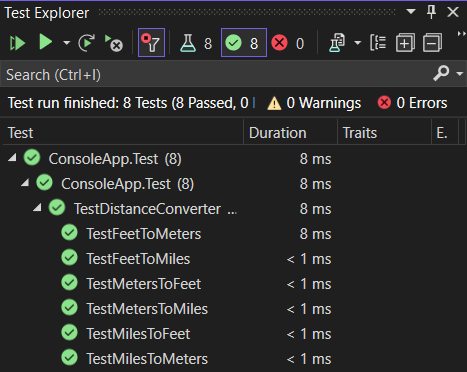 Test Explorer
8 8 0
Search (Ctrl+I)
Test run finished: 8 Tests (8 Passed, 0 0 Warnings 0 Errors
Test Duration Traits E.
ConsoleApp.Test (8) 8 ms
ConsoleApp.Test (8) 8 ms
TestDistanceConverter ... 8 ms
TestFeetToMeters 8 ms
TestFeetToMiles < 1 ms
TestMetersToFeet < 1 ms
TestMetersToMiles < 1 ms
TestMilesToFeet < 1 ms
TestMilesToMeters < 1 ms